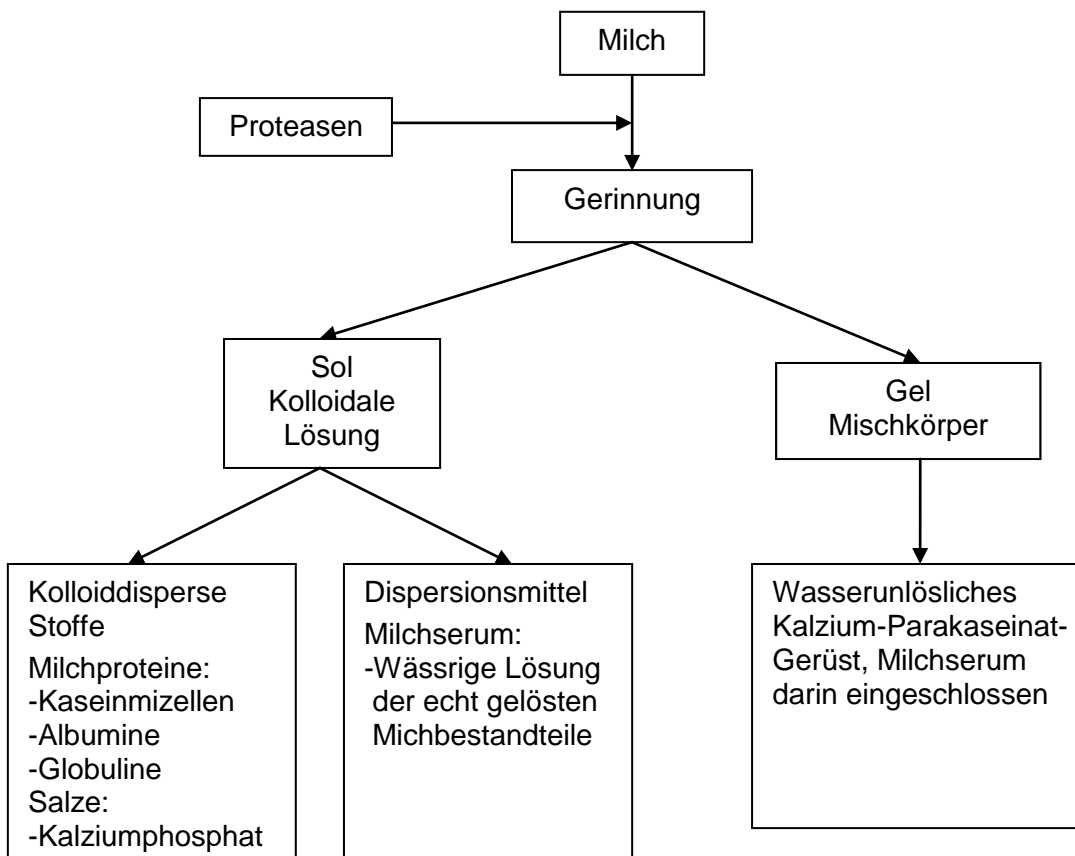 Milch
Proteasen
Gerinnung
Sol
Kolloidale
Lösung
Gel
Mischkörper
Kolloiddisperse
Stoffe
Milchproteine:
-Kaseinmizellen
-Albumine
-Globuline
Salze:
-Kalziumphosphat
Dispersionsmittel
Milchserum:
-Wässrige Lösung
der echt gelösten
Michbestandteile
Wasserunlösliches
Kalzium-Parakaseinat-
Gerüst, Milchserum
darin eingeschlossen